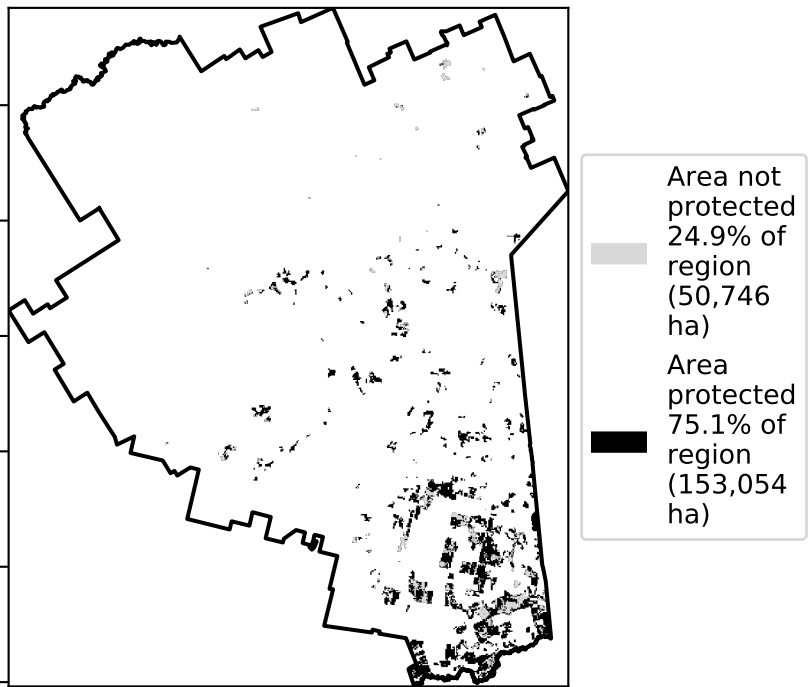 Area not
protected
24.9% of
region
(50,746
ha)
Area
protected
75.1% of
region
(153,054
ha)